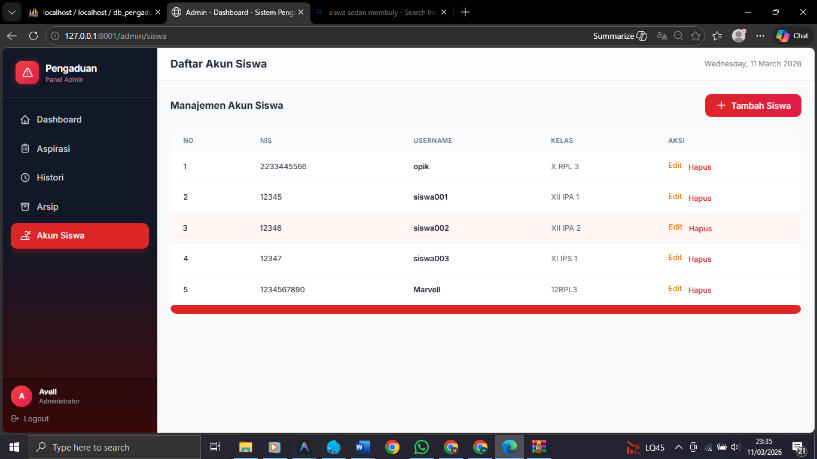 localhost / localhost / db_pengadu
Admin - Dashboard - Sistem Peng
siswa sedan membuly - Search Im
127.0.0.1:8001/admin/siswa
Summarize
Chat
Pengaduan
Panel Admin
Daftar Akun Siswa
Wednesday, 11 March 2026
Dashboard
Aspirasi
Histori
Arsip
Akun Siswa
Manajemen Akun Siswa
+ Tambah Siswa
NO NIS USERNAME KELAS AKSI
1 2233445566 opik X RPL 3 Edit Hapus
2 12345 siswa001 XII IPA 1 Edit Hapus
3 12346 siswa002 XII IPA 2 Edit Hapus
4 12347 siswa003 XI IPS 1 Edit Hapus
5 1234567890 Marvell 12RPL3 Edit Hapus
A
Avell
Administrator
Logout
Type here to search
LQ45
23:35
11/03/2026
21